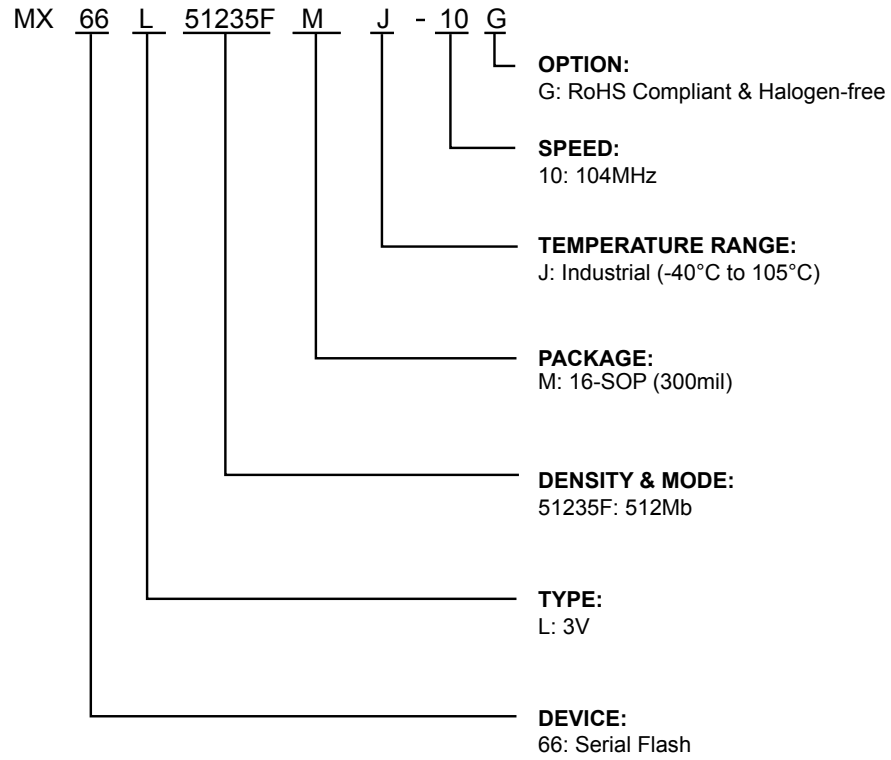 MX 66 L 51235F M J - 10 G
OPTION:
G: RoHS Compliant & Halogen-free
SPEED:
10: 104MHz
TEMPERATURE RANGE:
J: Industrial (-40°C to 105°C)
PACKAGE:
M: 16-SOP (300mil)
DENSITY & MODE:
51235F: 512Mb
TYPE:
L: 3V
DEVICE:
66: Serial Flash